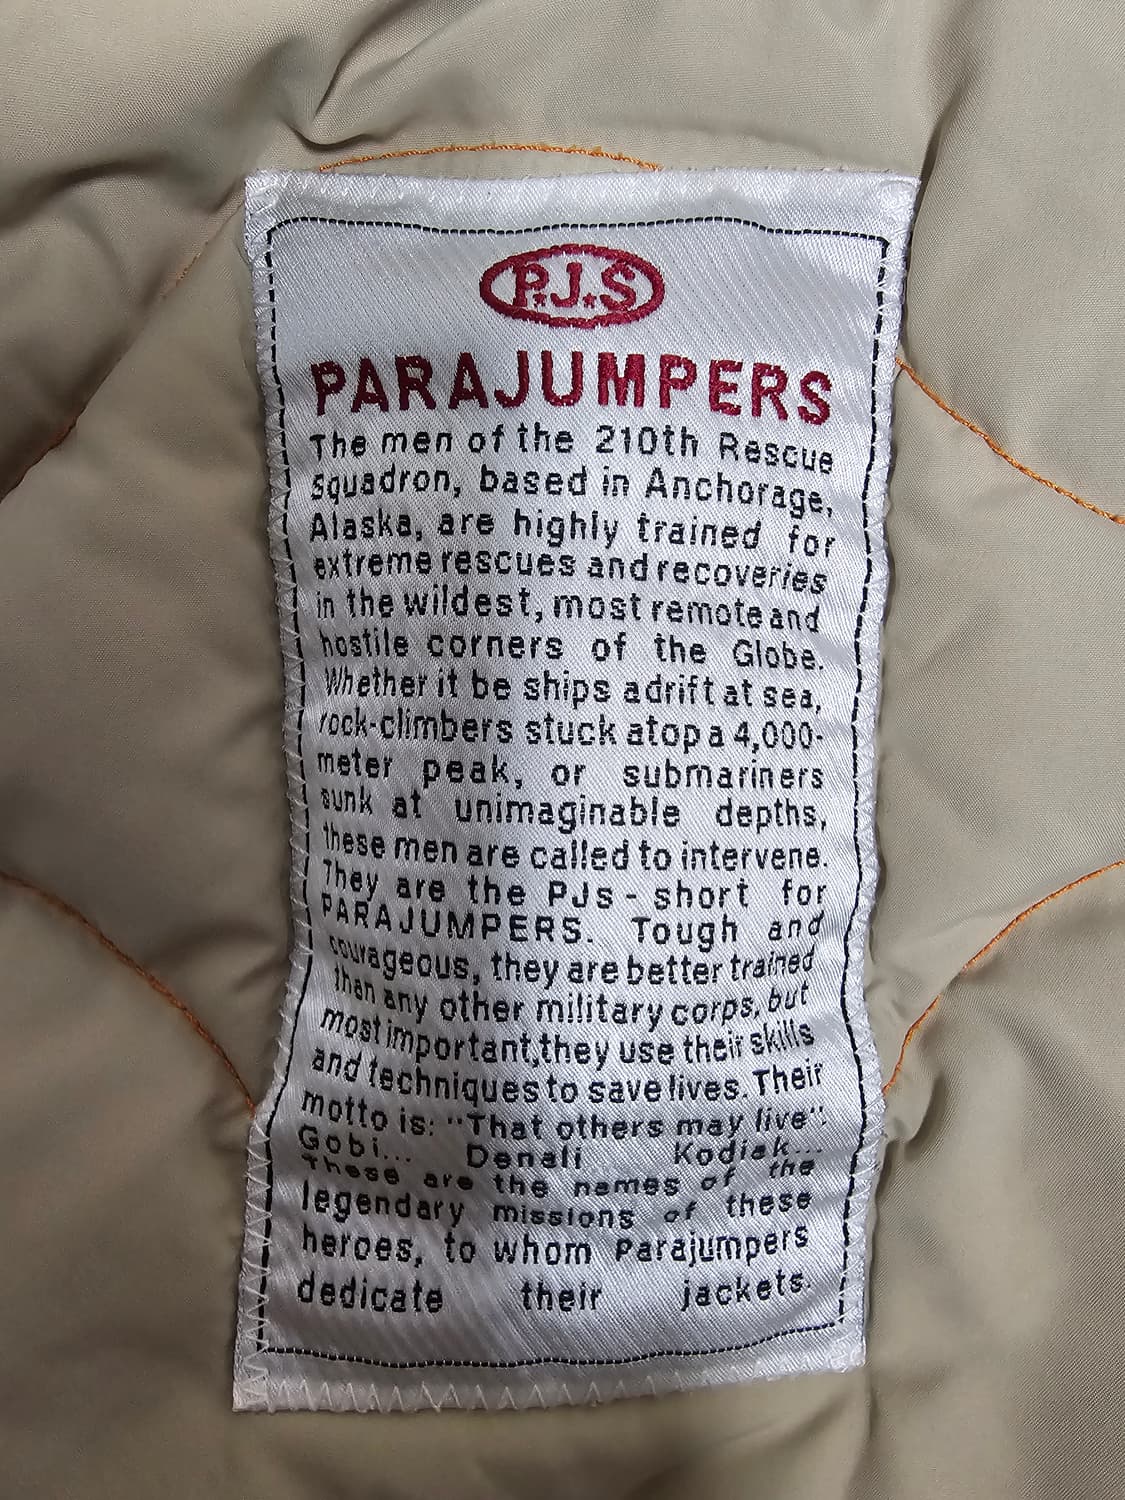 P.J.S
PARAJUMPERS
The men of the 210th Rescue
Squadron, based in Anchorage,
Alaska, are highly trained for
extreme rescues and recoveries
in the wildest, most remote and
hostile corners of the Globe.
Whether it be ships adrift at sea,
rock-climbers stuck atop a 4,000-
meter peak, or submariners
sunk at unimaginable depths,
these men are called to intervene.
They are the PJs - short for
PARAJUMPERS. Tough and
courageous, they are better trained
than any other military corps, but
most important,they use their skills
and techniques to save lives. Their
motto is: "That others may live":
Gobi... Denali Kodiak...
These are the names of the
legendary missions of these
heroes, to whom Parajumpers
dedicate their jackets.